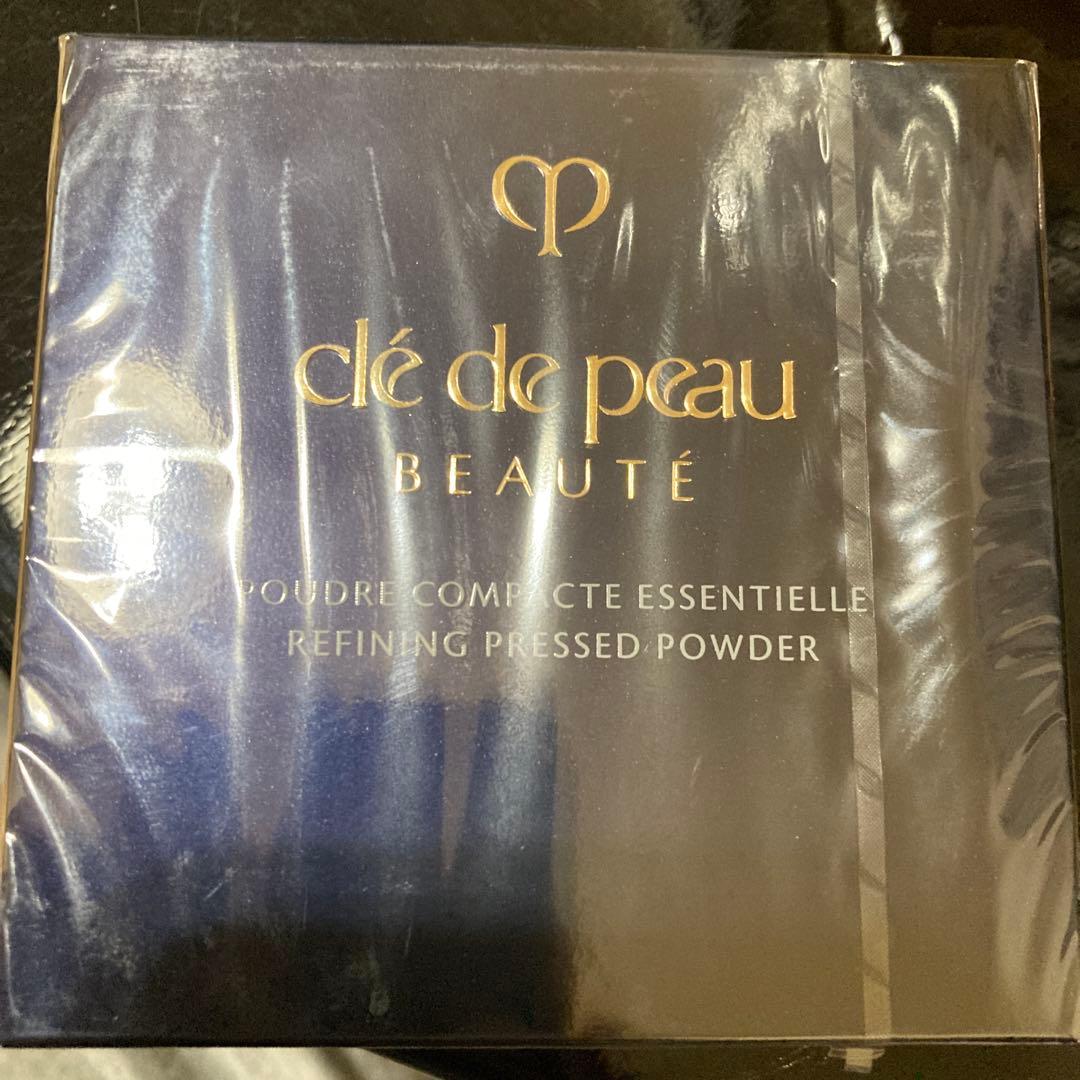 clé de peau
BEAUTÉ
POUDRE COMPACTE ESSENTIELLE
REFINING PRESSED POWDER